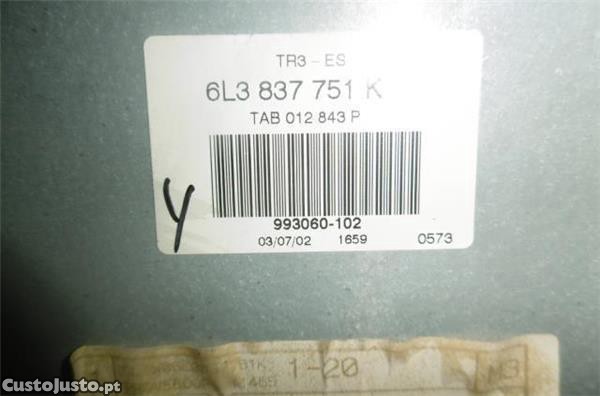 TR3 - ES
6L3 837 751 K
TAB 012 843 P
Y
993060-102
03/07/02 1659 0573
1-20
CustoJusto.pt